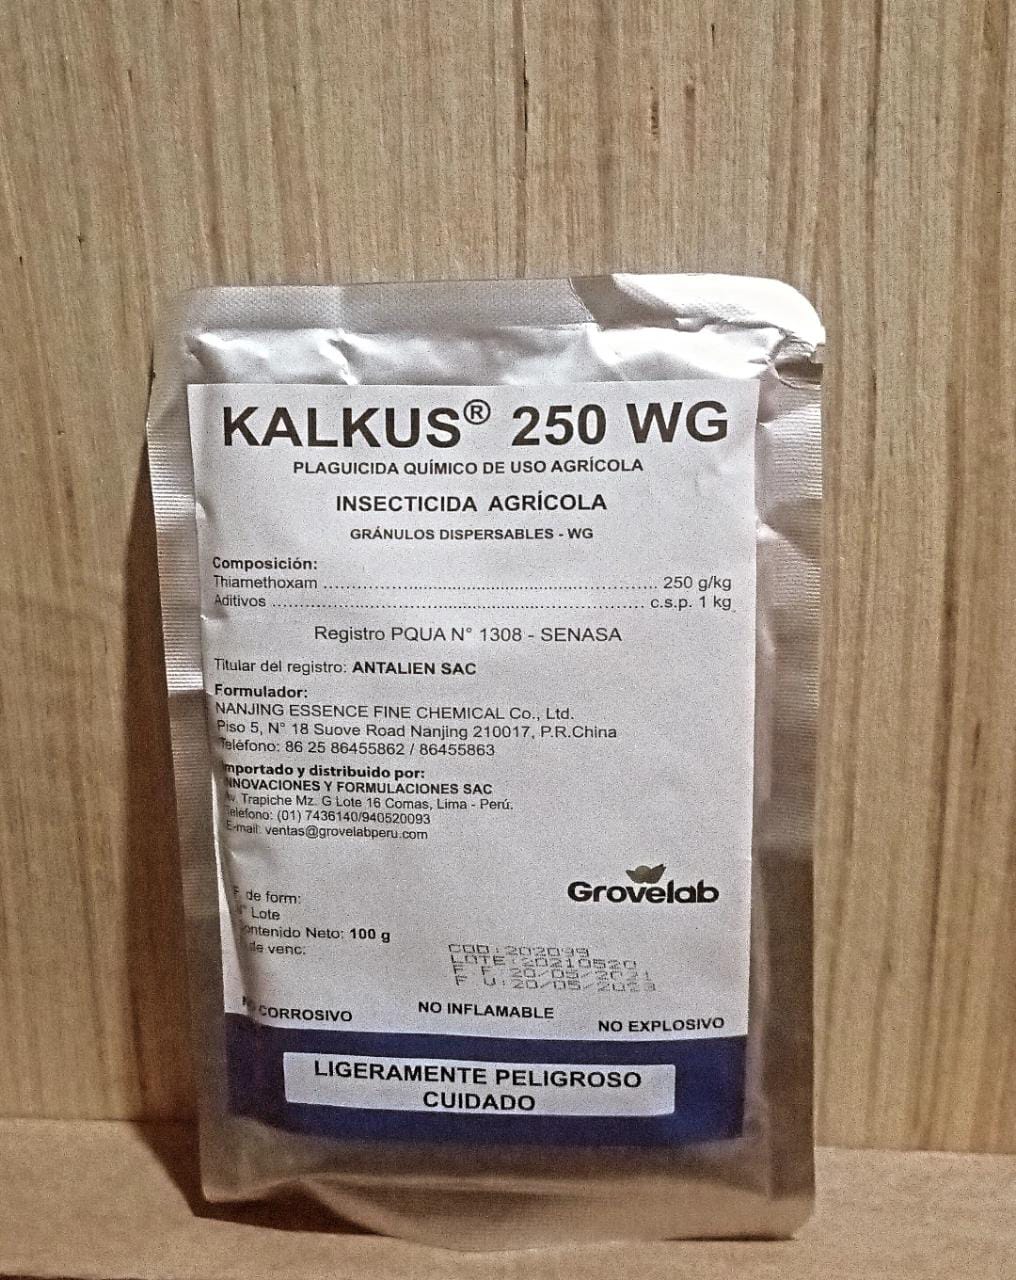 KALKUS® 250 WG
PLAGUICIDA QUÍMICO DE USO AGRÍCOLA
INSECTICIDA AGRÍCOLA
GRÁNULOS DISPERSABLES - WG
Composición:
Thiamethoxam ........................................................................ 250 g/kg
Aditivos ................................................................................ c.s.p. 1 kg
Registro PQUA N° 1308 - SENASA
Titular del registro: ANTALIEN SAC
Formulador:
NANJING ESSENCE FINE CHEMICAL Co., Ltd.
Piso 5, N° 18 Suove Road Nanjing 210017, P.R.China
Teléfono: 86 25 86455862 / 86455863
mportado y distribuido por:
NNOVACIONES Y FORMULACIONES SAC
Av. Trapiche Mz. G Lote 16 Comas, Lima - Perú.
Teléfono: (01) 7436140/940520093
E-mail: ventas@grovelabperu.com
Grovelab
F. de form:
N° Lote
ontenido Neto: 100 g
de venc:
COD:202099
LOTE:20210520
F F:20/05/2021
F V:20/05/2023
NO CORROSIVO
NO INFLAMABLE
NO EXPLOSIVO
LIGERAMENTE PELIGROSO
CUIDADO